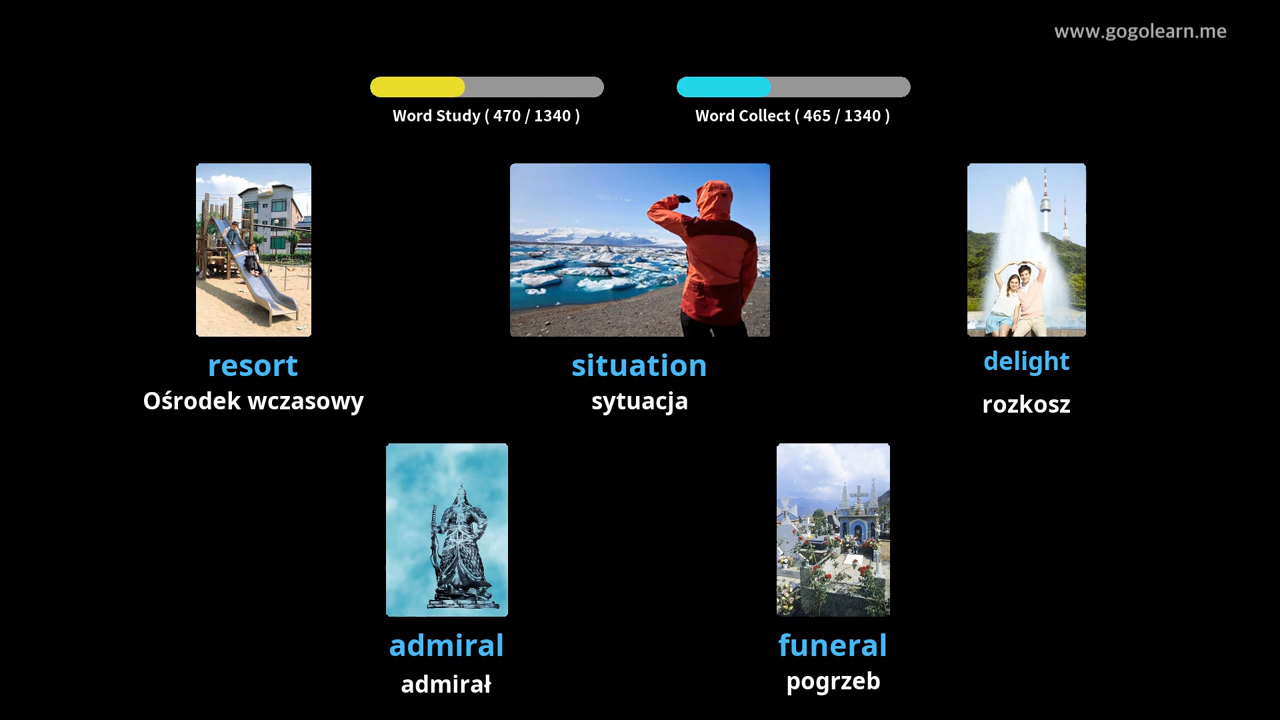 www.gogolearn.me
Word Study ( 470 / 1340 )
Word Collect ( 465 / 1340 )
resort
Ośrodek wczasowy
situation
sytuacja
delight
rozkosz
admiral
admirał
funeral
pogrzeb